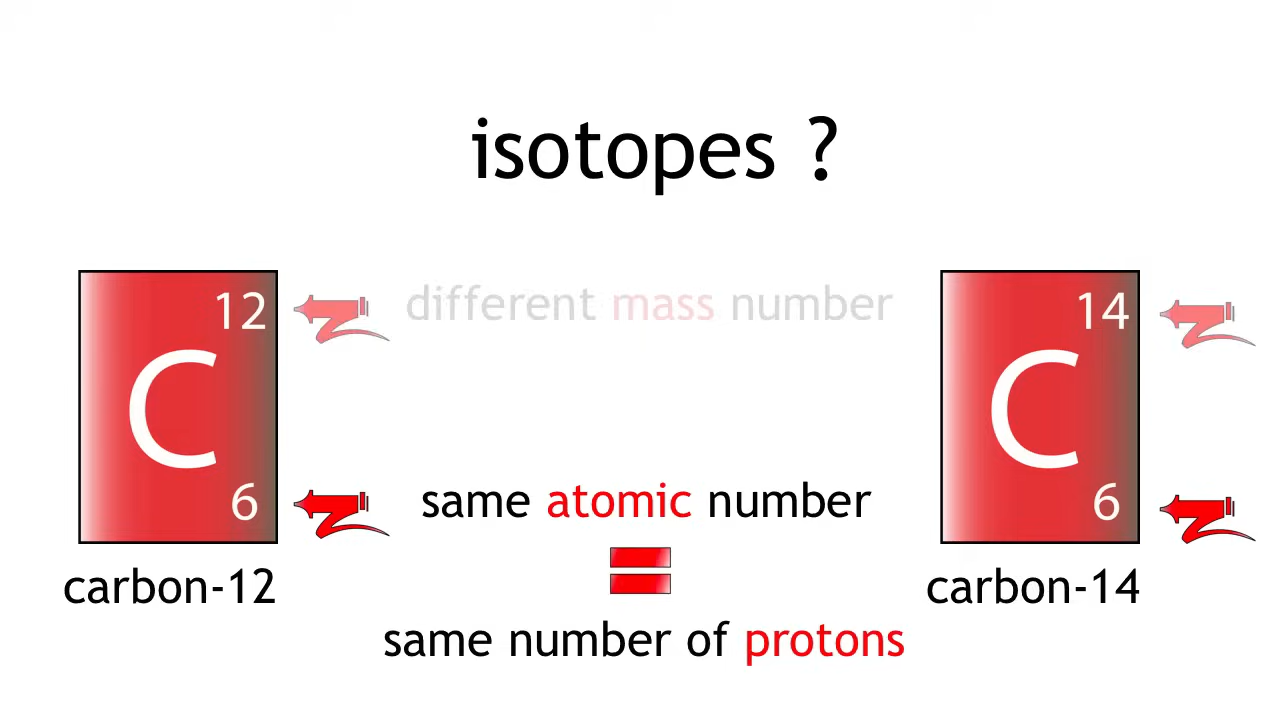 isotopes ?
12
different mass number
14
C
C
6
same atomic number
6
carbon-12
carbon-14
same number of protons